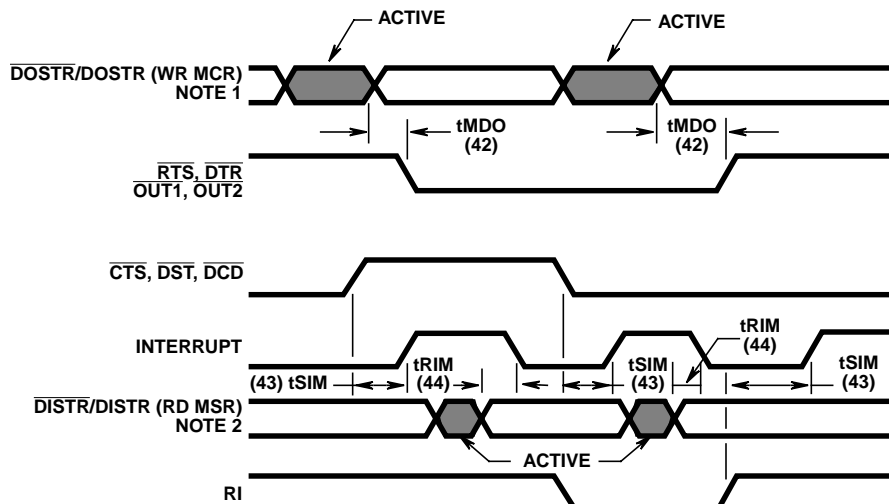 ACTIVE
ACTIVE
DOSTR/DOSTR (WR MCR)
NOTE 1
tMDO
(42)
tMDO
(42)
RTS, DTR
OUT1, OUT2
CTS, DST, DCD
INTERRUPT
tRIM
(44)
(43) tSIM
tRIM
(44)
tSIM
(43)
tSIM
(43)
DISTR/DISTR (RD MSR)
NOTE 2
ACTIVE
RI